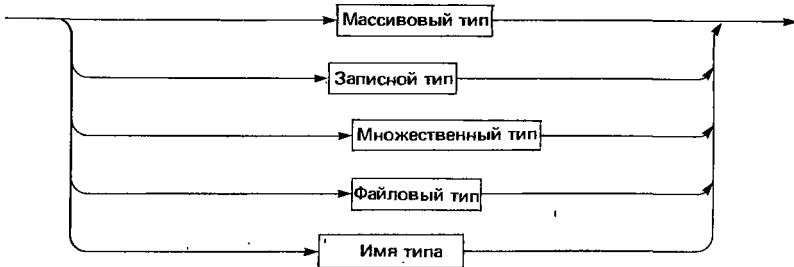 Массивовый тип
Записной тип
Множественный тип
Файловый тип
Имя типа